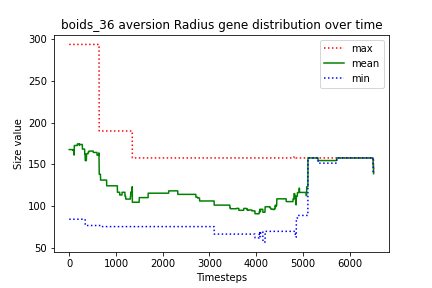 boids_36 aversion Radius gene distribution over time
max
mean
min
Size value
300
250
200
150
100
50
0 1000 2000 3000 4000 5000 6000
Timesteps